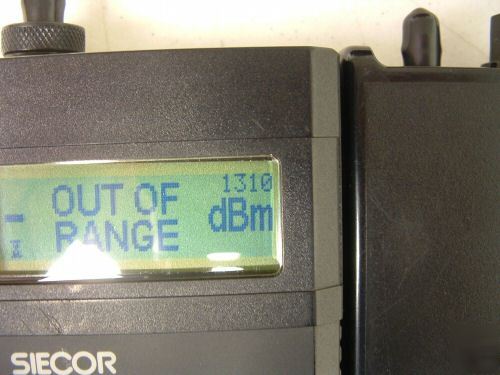 1310
OUT OF dBm
RANGE
SIECOR